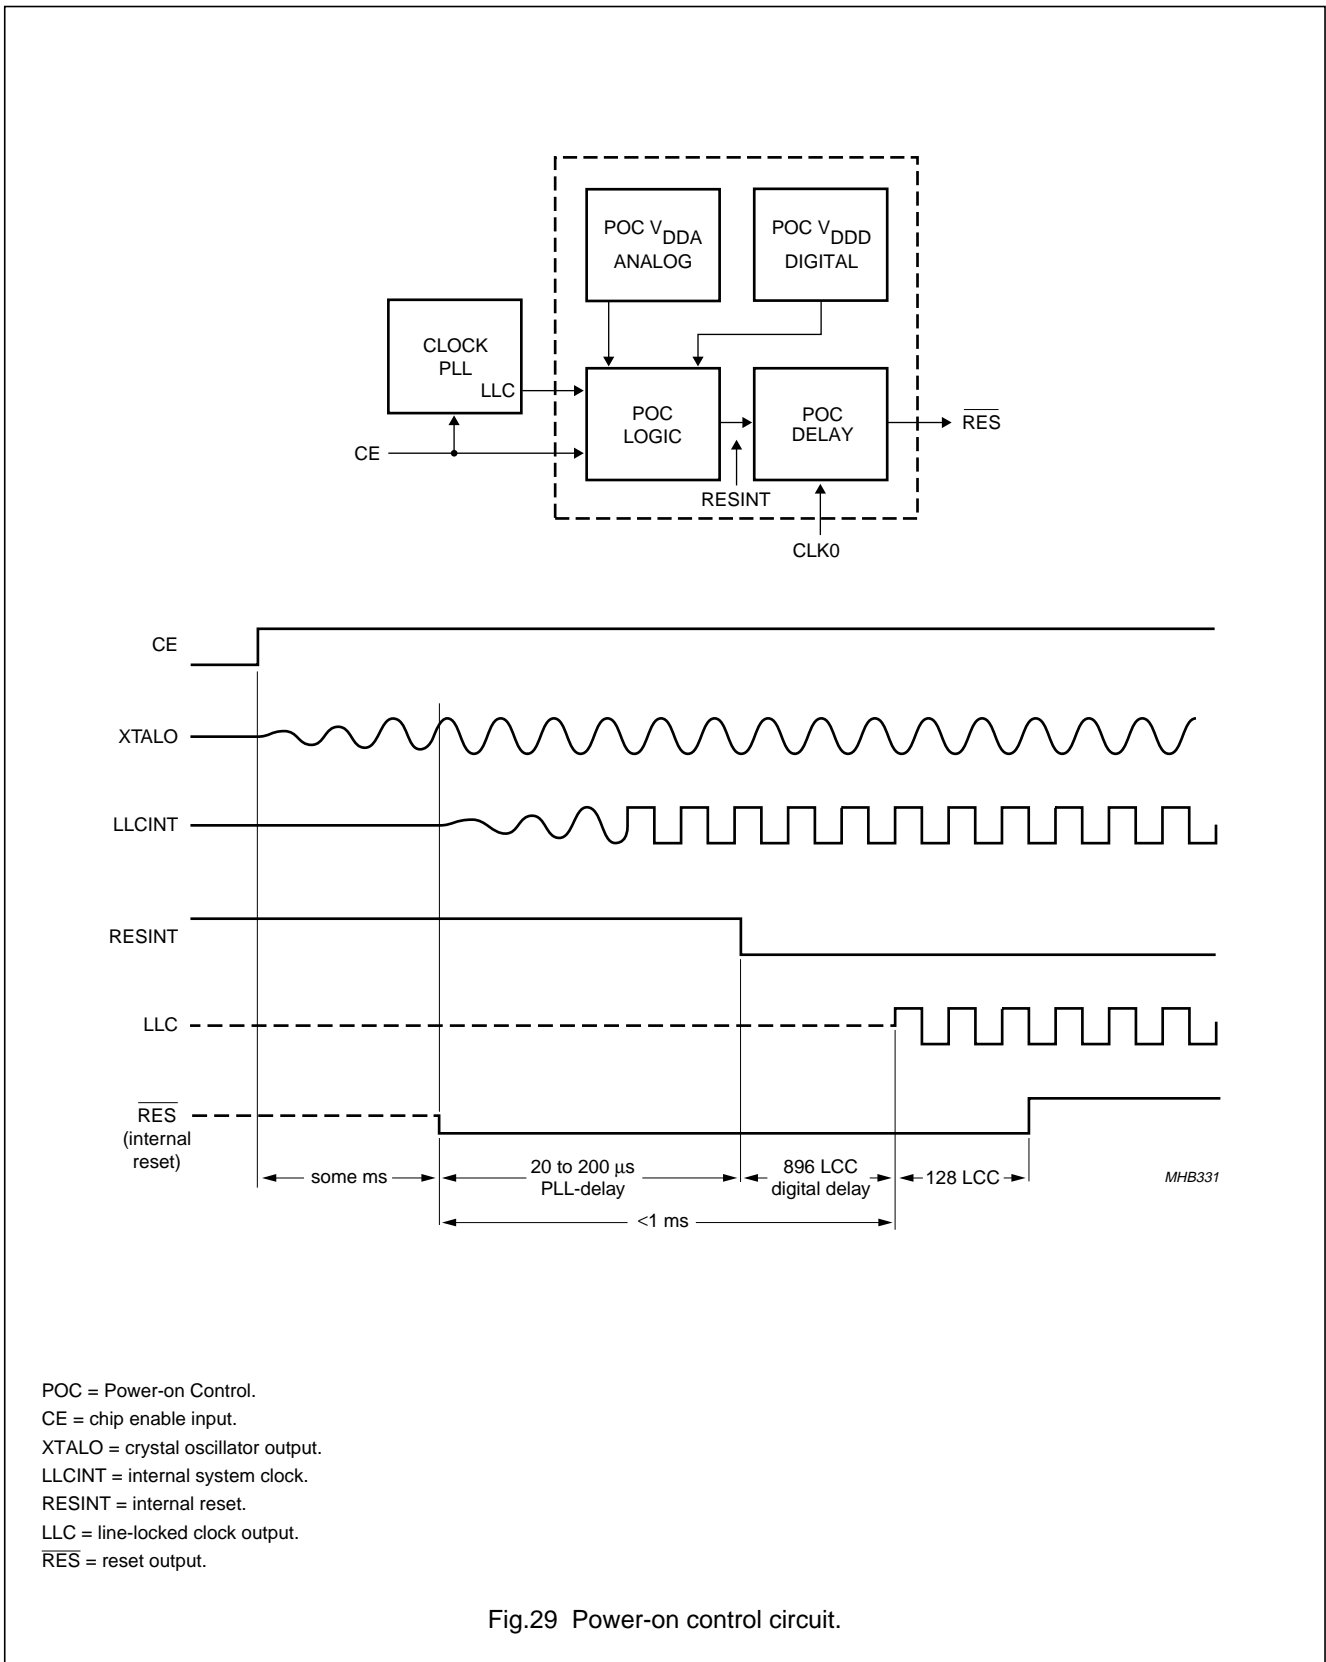 POC VDDA
ANALOG
POC VDDD
DIGITAL
CLOCK
PLL
LLC
POC
LOGIC
POC
DELAY
RES
CE
RESINT
CLK0
CE
XTALO
LLCINT
RESINT
LLC
RES
(internal
reset)
some ms
20 to 200 μs
PLL-delay
896 LCC
digital delay
128 LCC
<1 ms
MHB331
POC = Power-on Control.
CE = chip enable input.
XTALO = crystal oscillator output.
LLCINT = internal system clock.
RESINT = internal reset.
LLC = line-locked clock output.
RES = reset output.
Fig.29 Power-on control circuit.